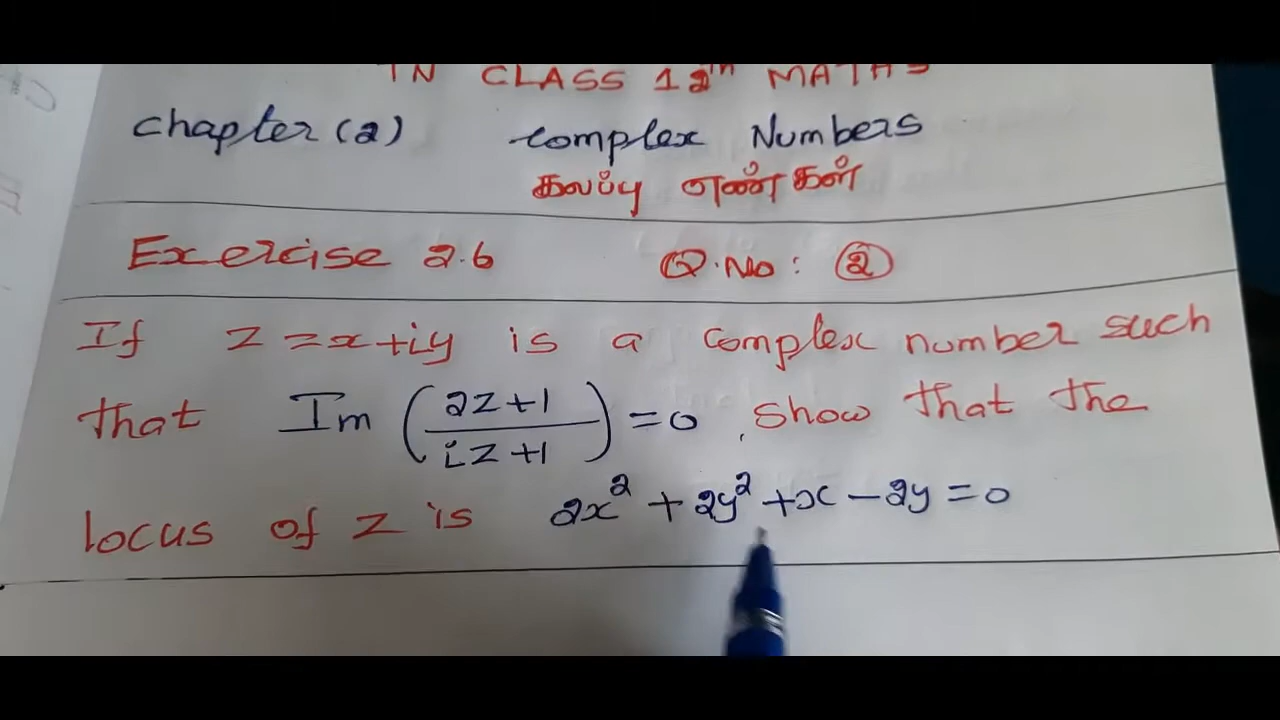 IN CLASS 12th MATHS
Chapter (2) Complex Numbers
கலப்பு எண்கள்
Exercise 2.6 Q.No: ②
If z = x+iy is a complex number such
that Im (2z+1 / iz+1) = 0, show that the
locus of z is 2x² + 2y² + x - 2y = 0